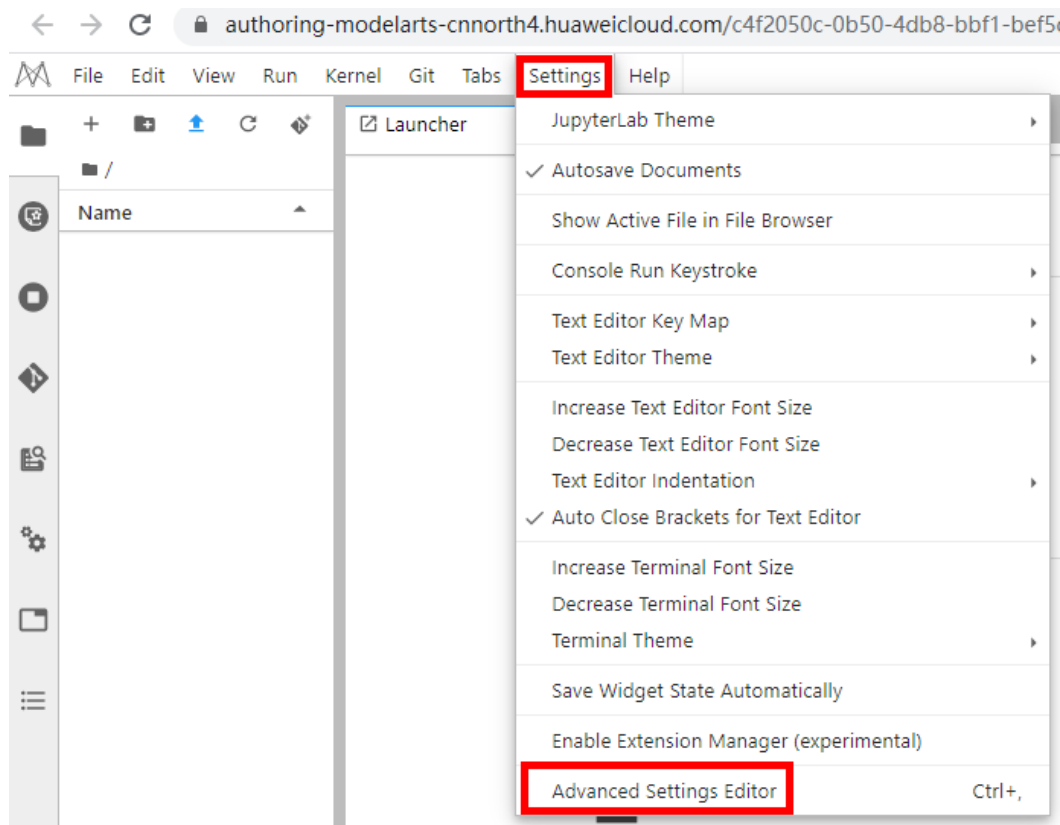 authoring-modelarts-cnnorth4.huaweicloud.com/c4f2050c-0b50-4db8-bbf1-bef5
File Edit View Run Kernel Git Tabs Settings Help
Launcher
/
Name
JupyterLab Theme
Autosave Documents
Show Active File in File Browser
Console Run Keystroke
Text Editor Key Map
Text Editor Theme
Increase Text Editor Font Size
Decrease Text Editor Font Size
Text Editor Indentation
Auto Close Brackets for Text Editor
Increase Terminal Font Size
Decrease Terminal Font Size
Terminal Theme
Save Widget State Automatically
Enable Extension Manager (experimental)
Advanced Settings Editor Ctrl+,